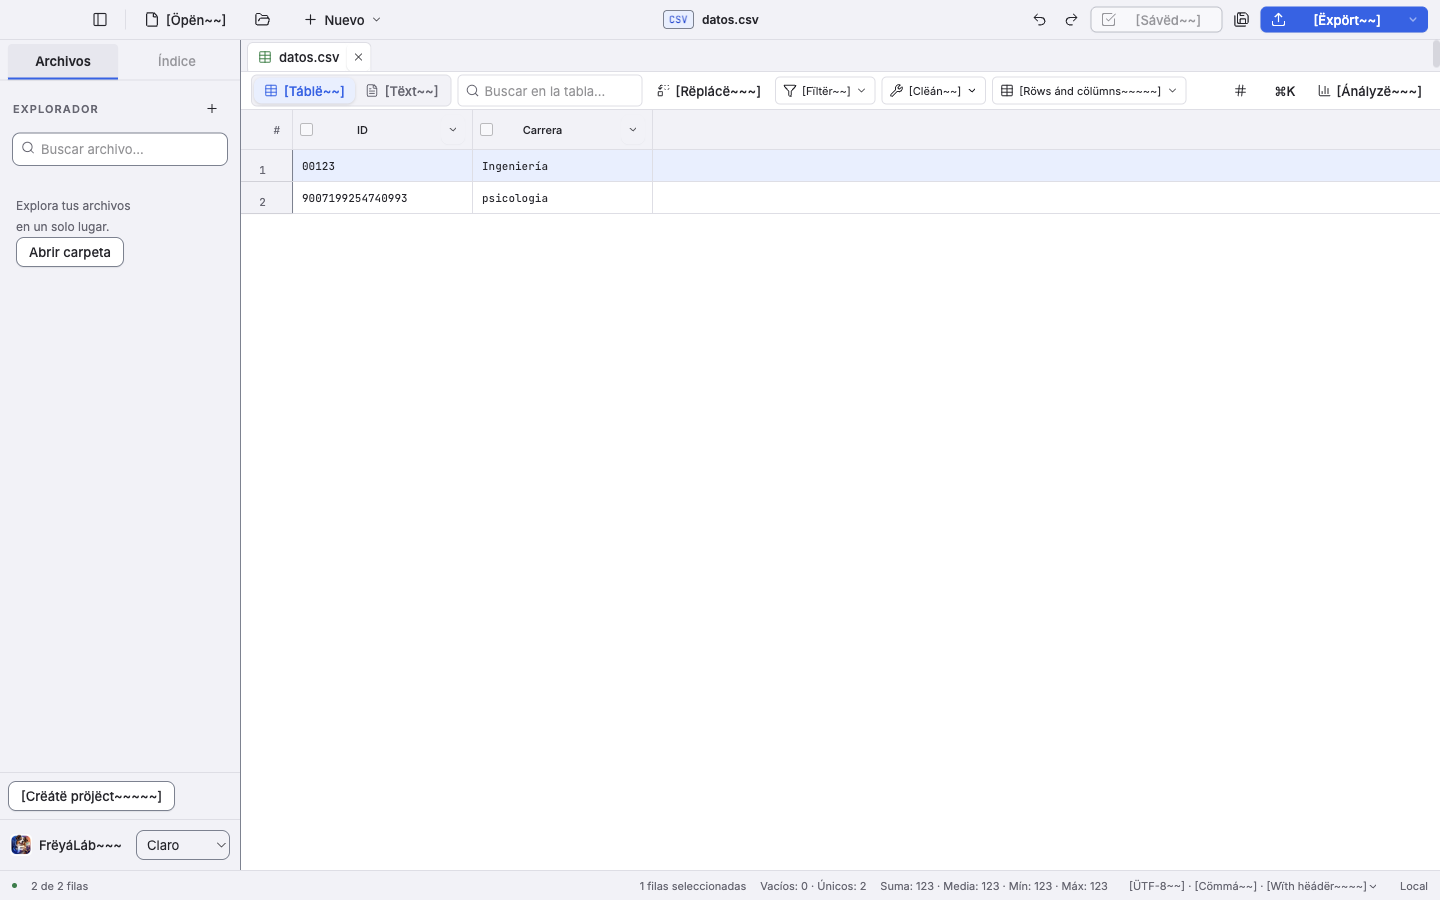 [Öpën~~]
Nuevo
CSV datos.csv
[Sávëd~~]
[Ëxpört~~]
Archivos
Índice
datos.csv
[Táblë~~]
[Tëxt~~]
Buscar en la tabla...
[Rëplácë~~~]
[Fïltër~~]
[Clëán~~]
[Röws ánd cölümns~~~~~]
#
⌘K
[Ánályzë~~~]
EXPLORADOR
Buscar archivo...
Explora tus archivos
en un solo lugar.
Abrir carpeta
# ID Carrera
1 00123 Ingeniería
2 9007199254740993 psicologia
[Crëátë pröjëct~~~~~]
FrëyáLáb~~~
Claro
2 de 2 filas
1 filas seleccionadas Vacíos: 0 · Únicos: 2 Suma: 123 · Media: 123 · Mín: 123 · Máx: 123 [ÜTF-8~~] · [Cömmá~~] · [Wïth hëádër~~~~] Local